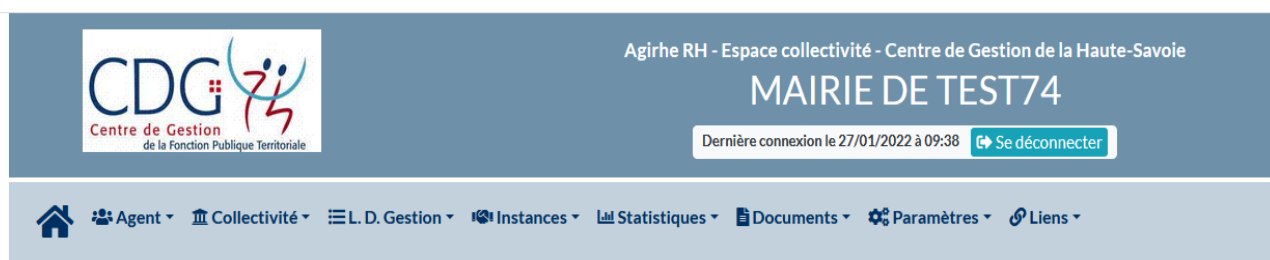 CDG 74
Centre de Gestion
de la Fonction Publique Territoriale
Agirhe RH - Espace collectivité - Centre de Gestion de la Haute-Savoie
MAIRIE DE TEST74
Dernière connexion le 27/01/2022 à 09:38 Se déconnecter
Agent Collectivité L. D. Gestion Instances Statistiques Documents Paramètres Liens